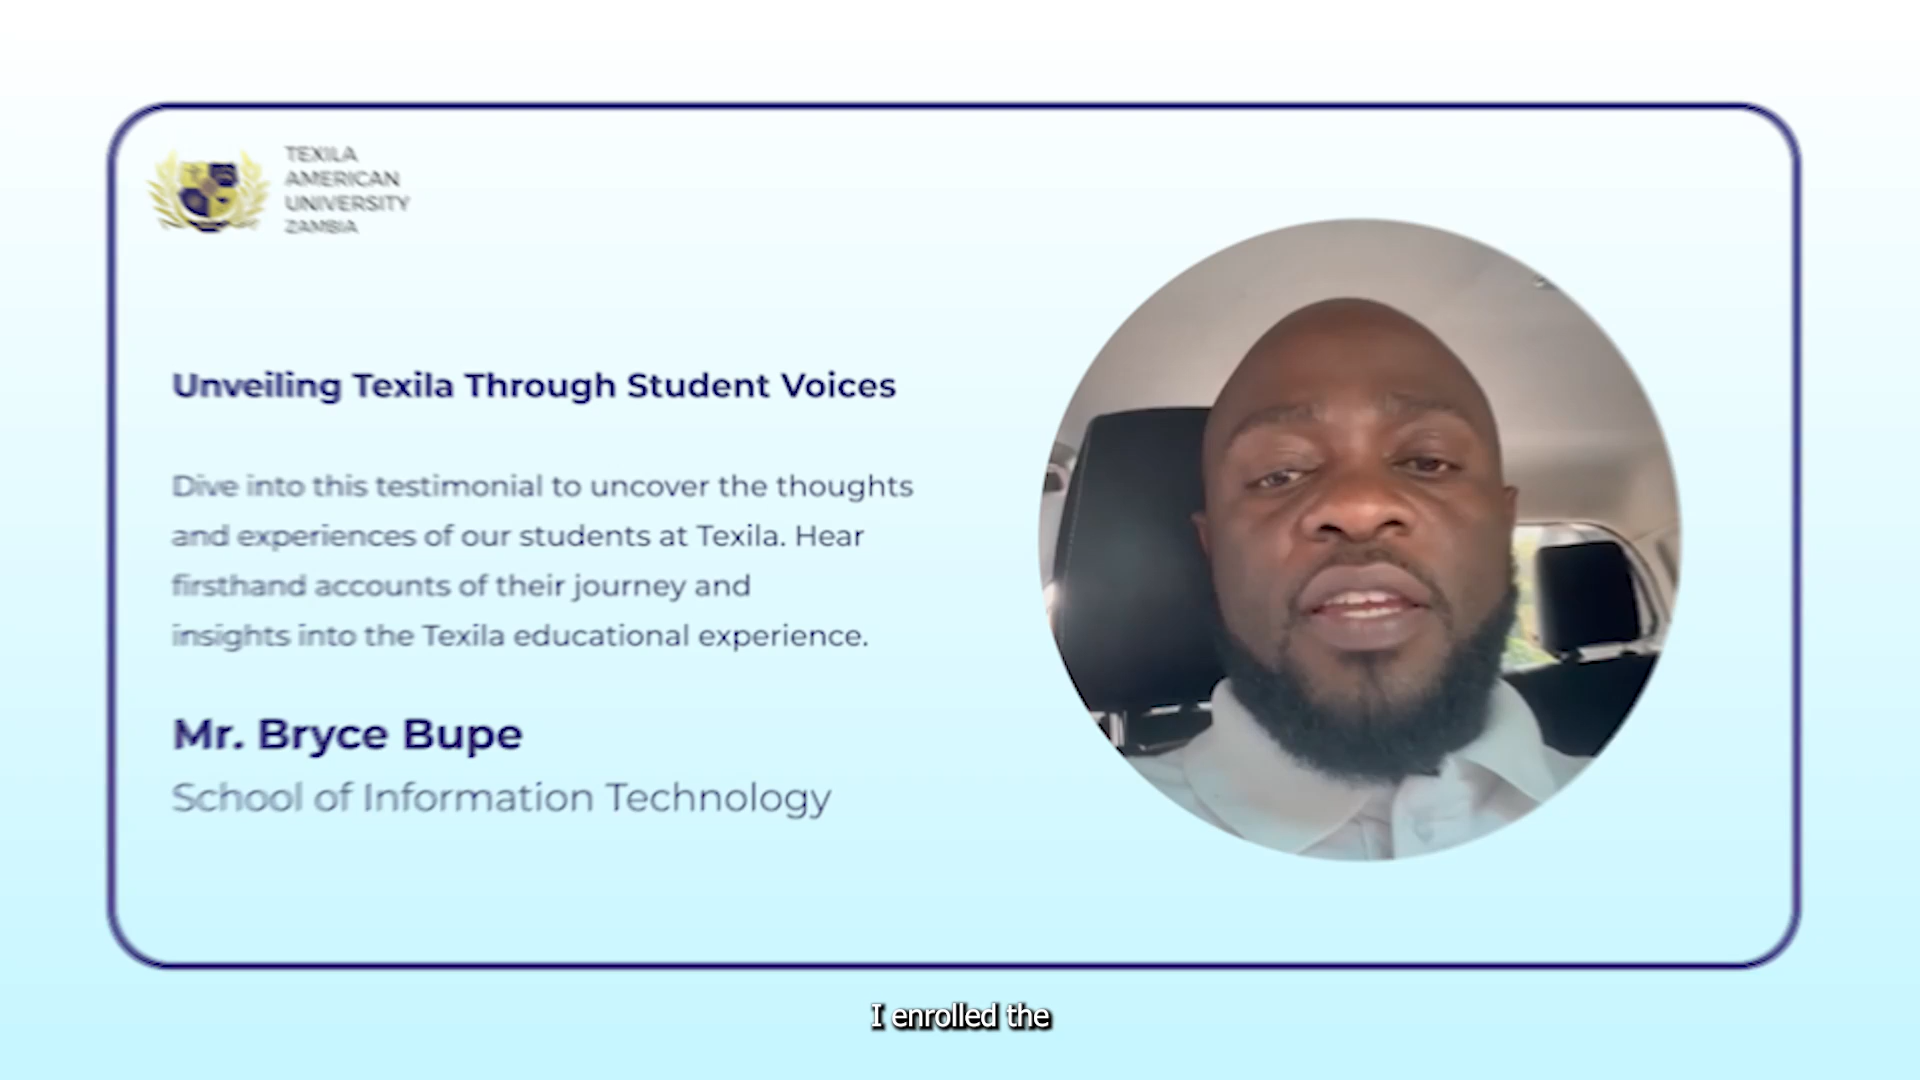 TEXILA
AMERICAN
UNIVERSITY
ZAMBIA
Unveiling Texila Through Student Voices
Dive into this testimonial to uncover the thoughts
and experiences of our students at Texila. Hear
firsthand accounts of their journey and
insights into the Texila educational experience.
Mr. Bryce Bupe
School of Information Technology
I enrolled the